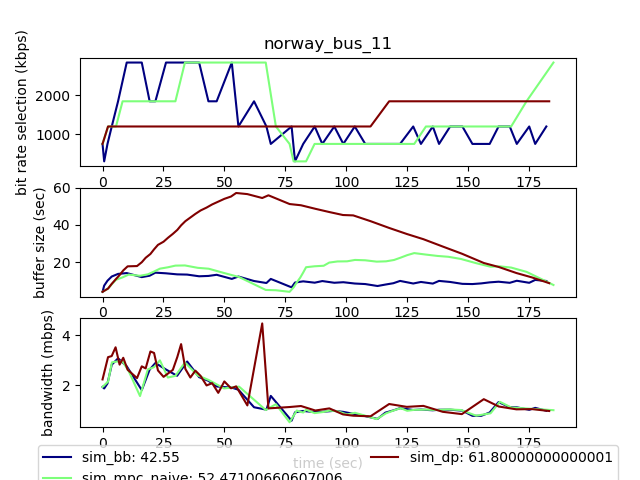 norway_bus_11
bit rate selection (kbps)
2000
1000
0 25 50 75 100 125 150 175
buffer size (sec)
60
40
20
0 25 50 75 100 125 150 175
bandwidth (mbps)
4
2
0 25 50 75 100 125 150 175
time (sec)
sim_bb: 42.55
sim_mpc_naive: 52.47100660607006
sim_dp: 61.80000000000001